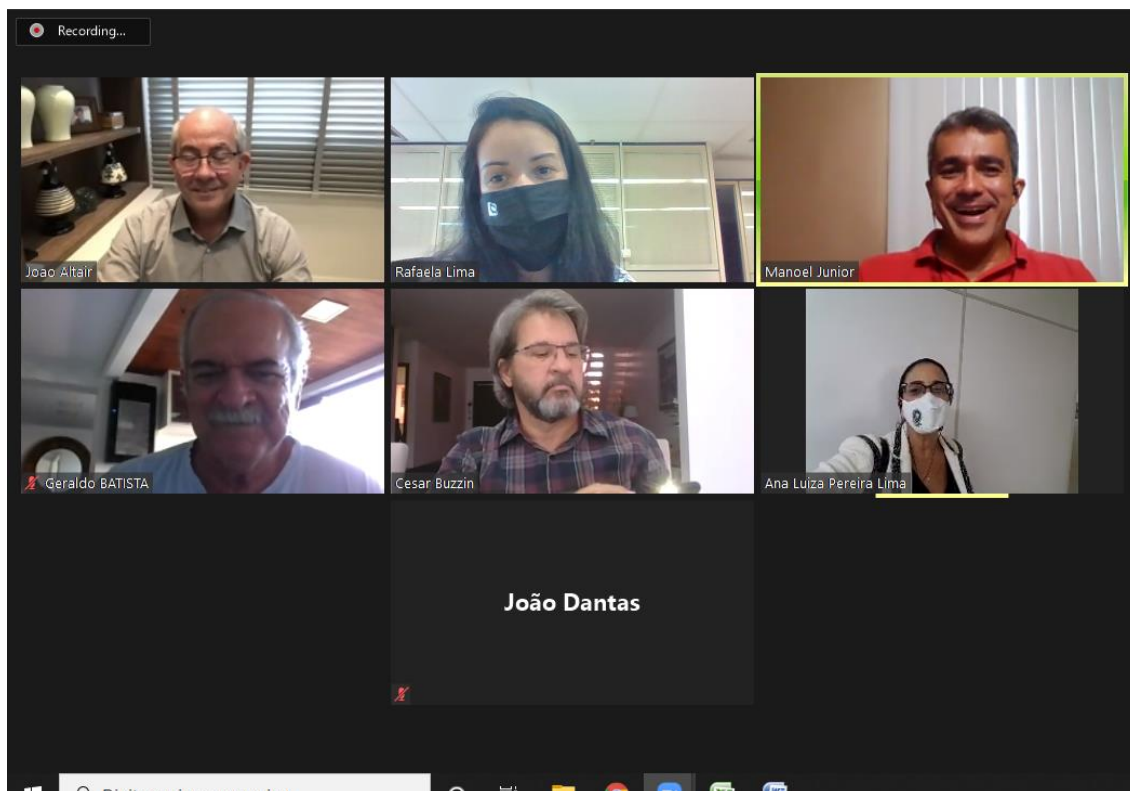 Recording...
Joao Altair
Rafaela Lima
Manoel Junior
Geraldo BATISTA
Cesar Buzzin
Ana Luiza Pereira Lima
João Dantas